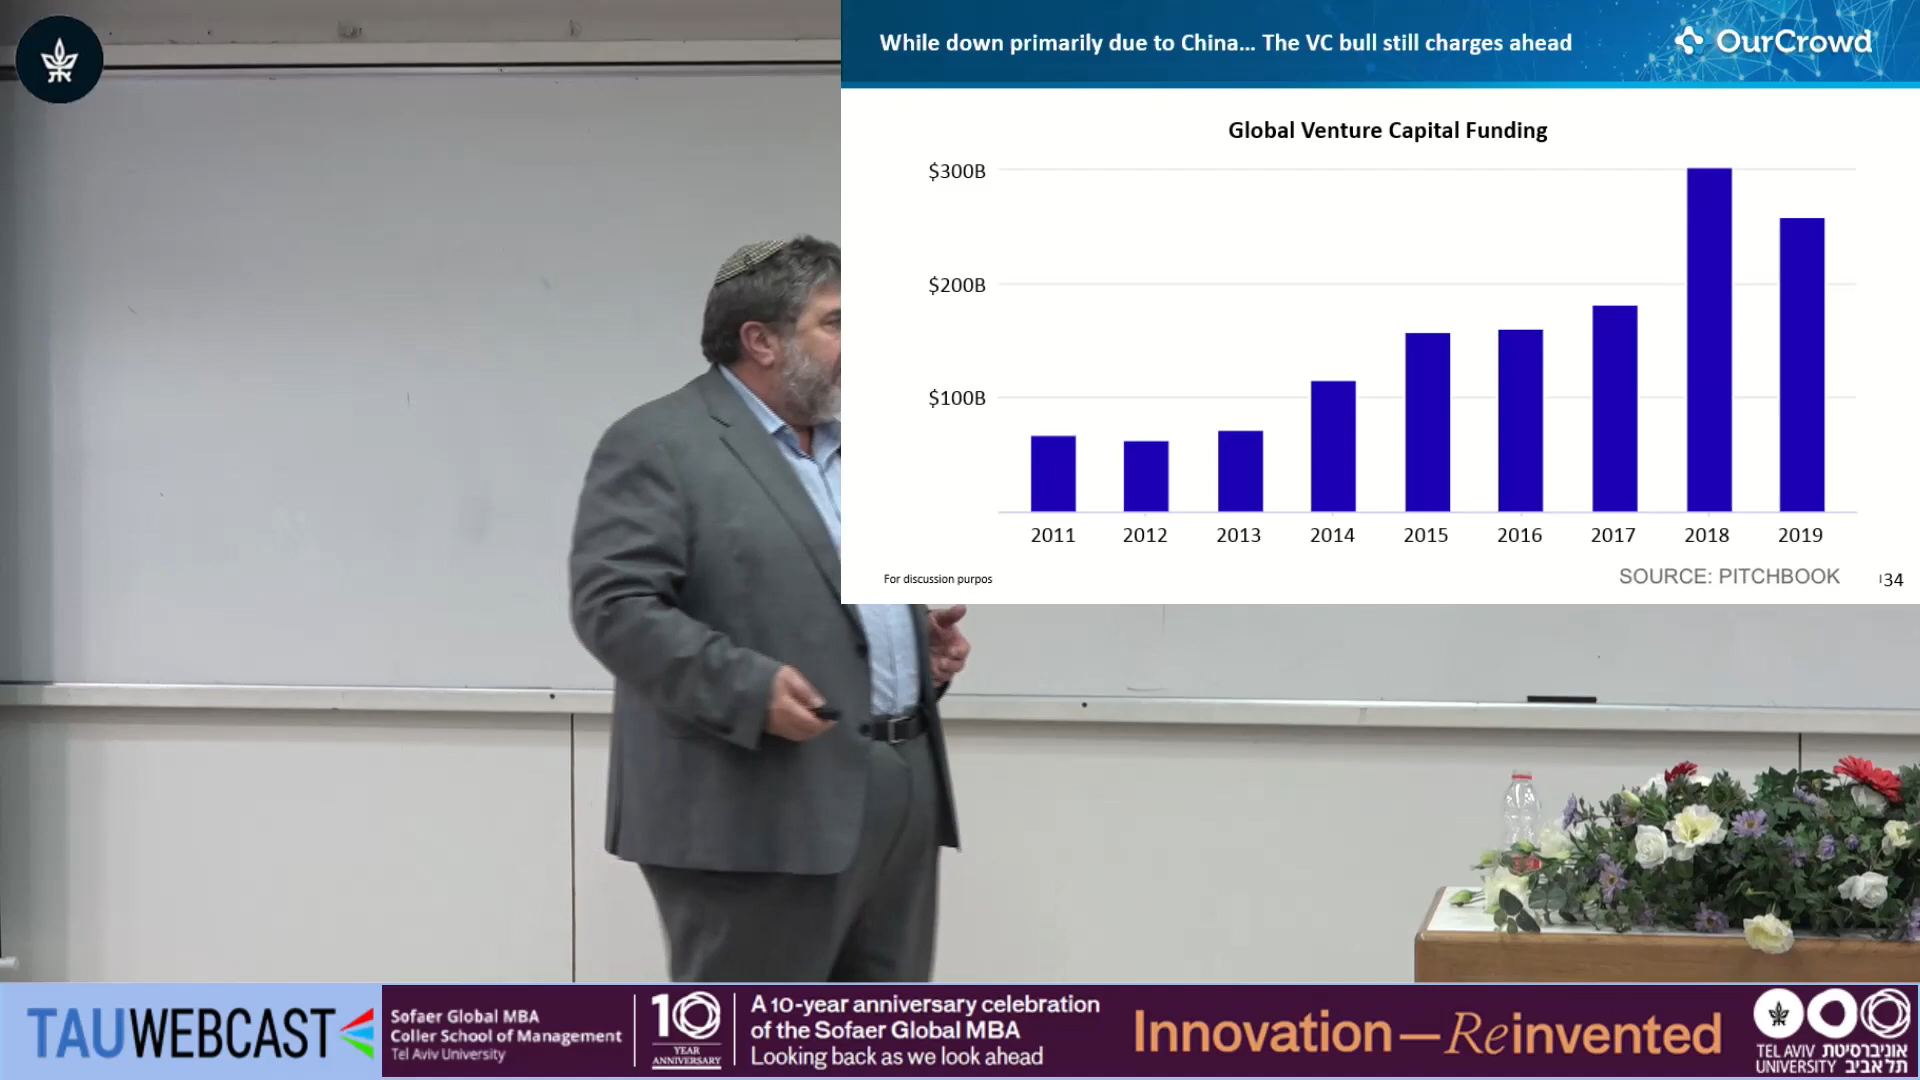 While down primarily due to China... The VC bull still charges ahead
OurCrowd
Global Venture Capital Funding
$300B
$200B
$100B
2011 2012 2013 2014 2015 2016 2017 2018 2019
For discussion purpos
SOURCE: PITCHBOOK
34
TAUWEBCAST
Sofaer Global MBA
Coller School of Management
Tel Aviv University
10
YEAR
ANNIVERSARY
A 10-year anniversary celebration
of the Sofaer Global MBA
Looking back as we look ahead
Innovation—Reinvented
TEL AVIV אוניברסיטת
UNIVERSITY תל אביב